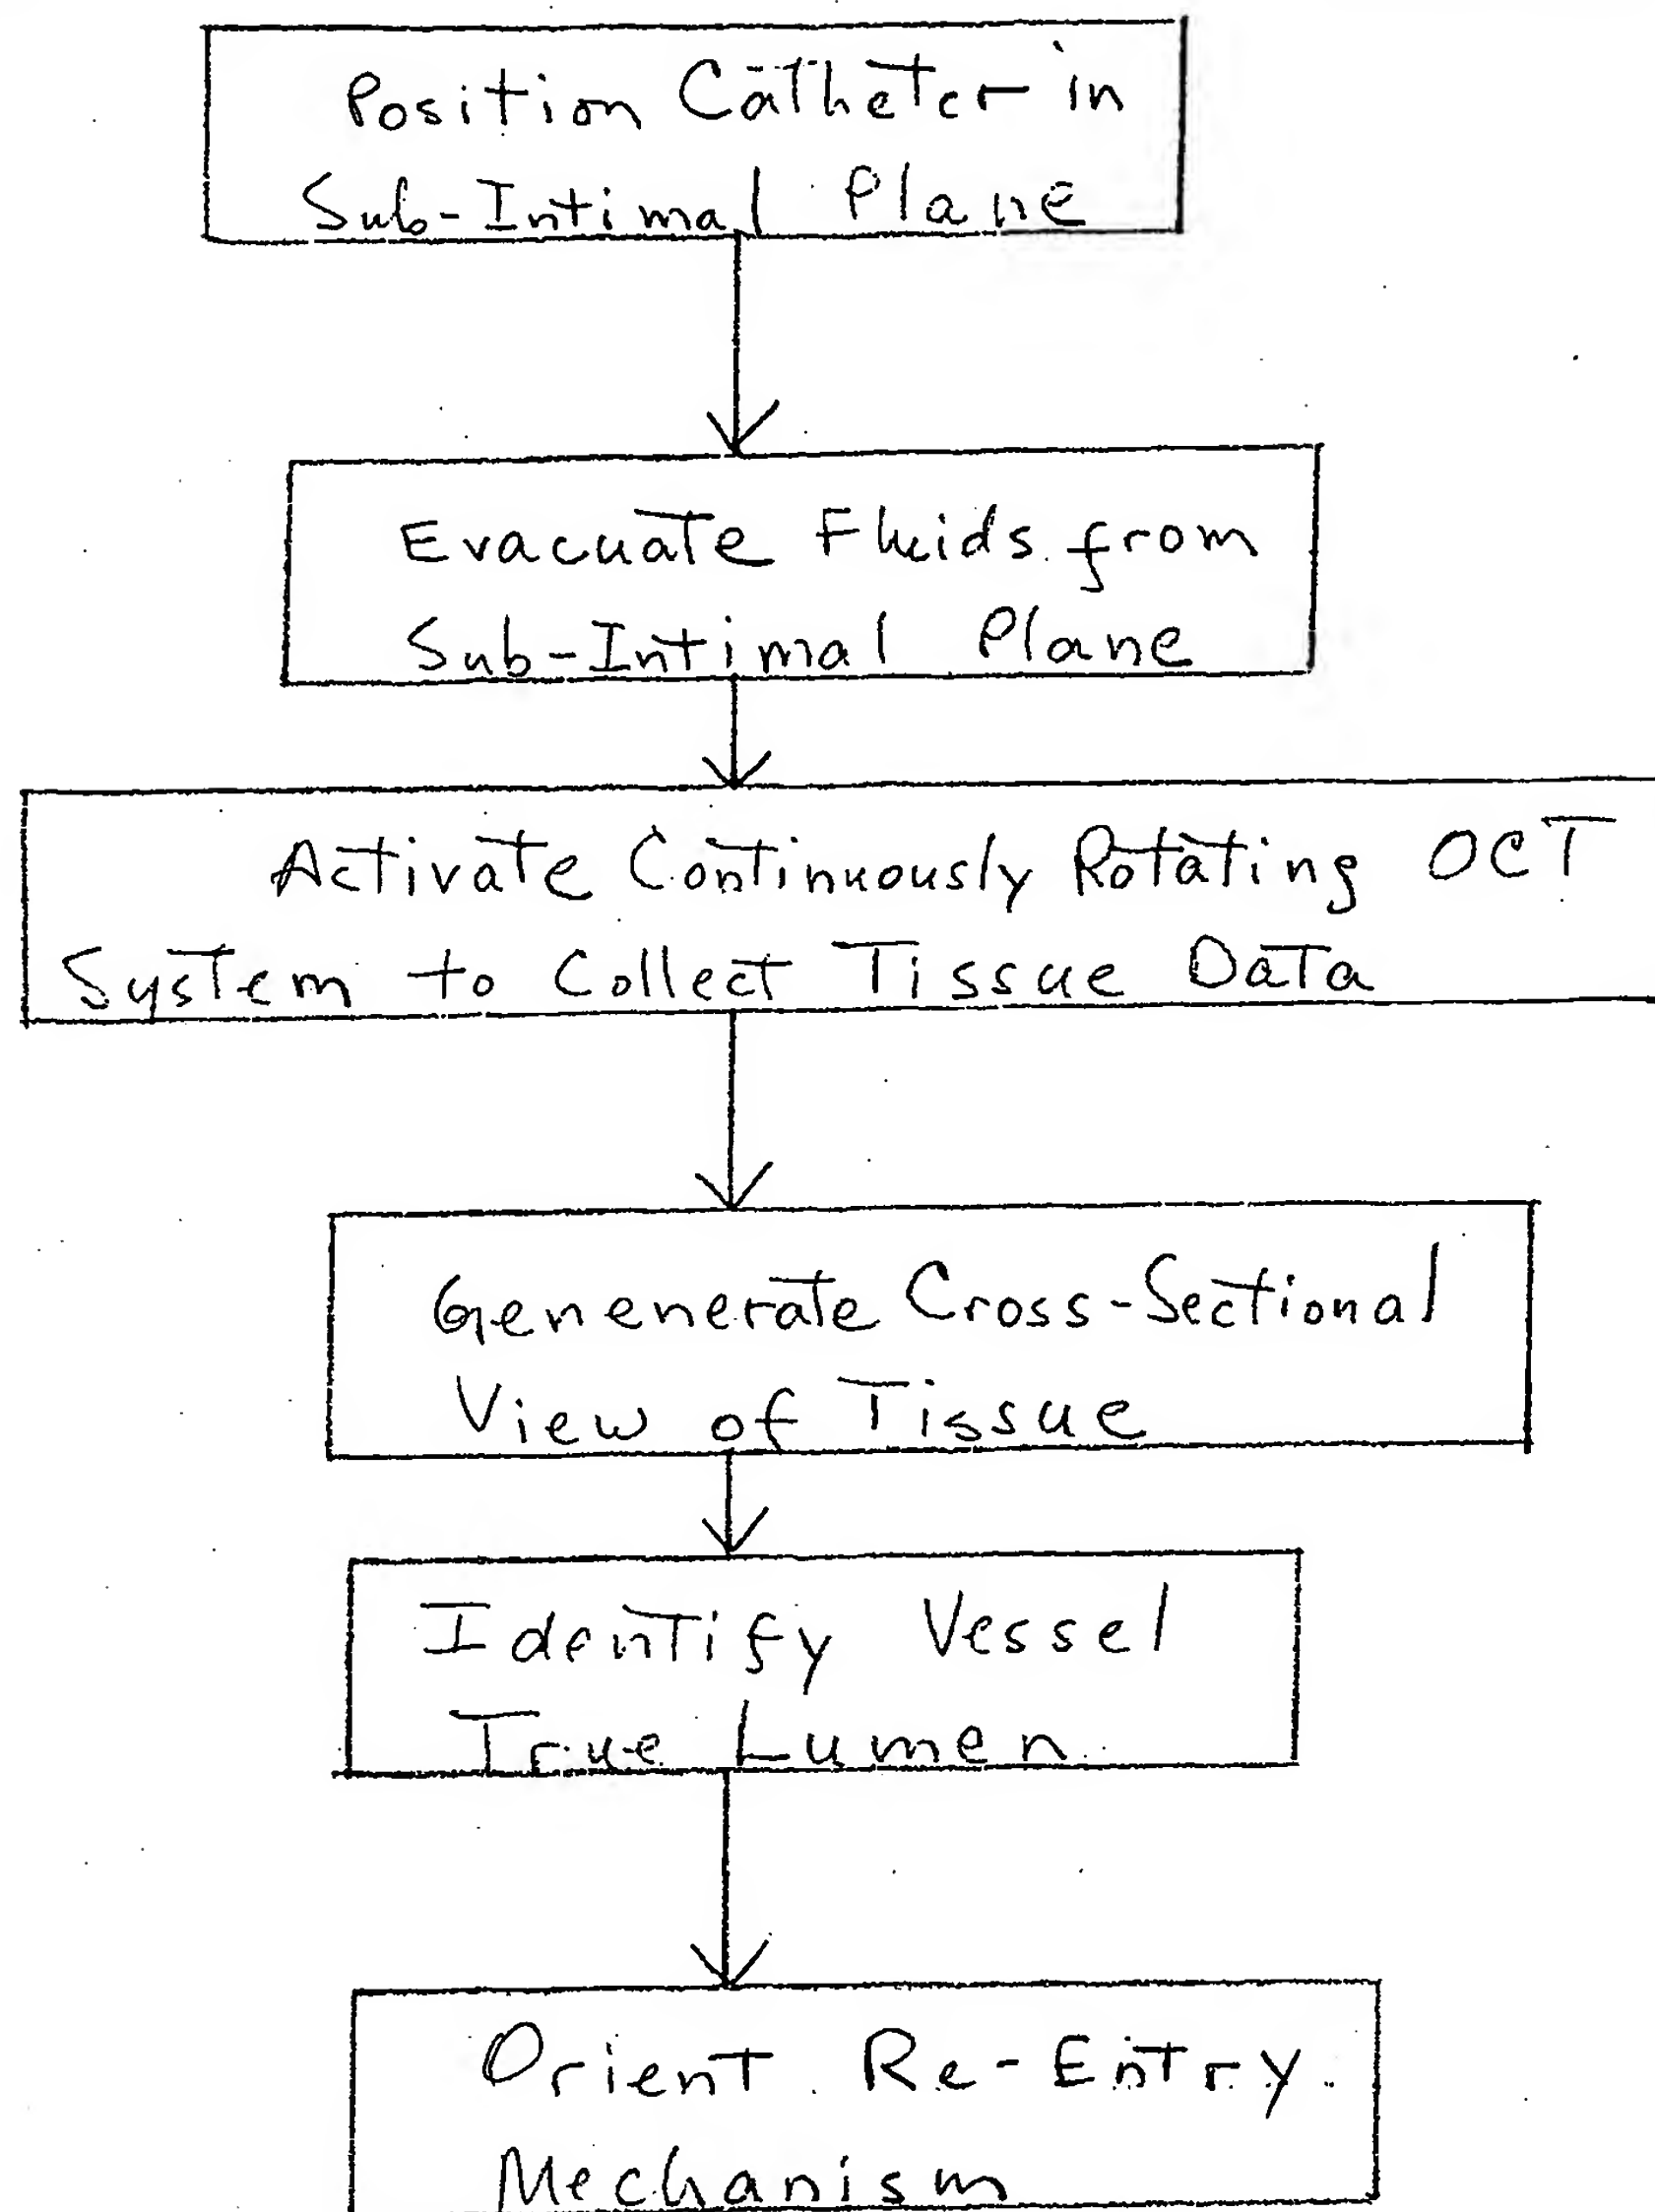 Position Catheter in
Sub-Intimal Plane
Evacuate Fluids from
Sub-Intimal Plane
Activate Continuously Rotating OCT
System to Collect Tissue Data
Genenerate Cross-Sectional
View of Tissue
Identify Vessel
True Lumen
Orient Re-Entry
Mechanism